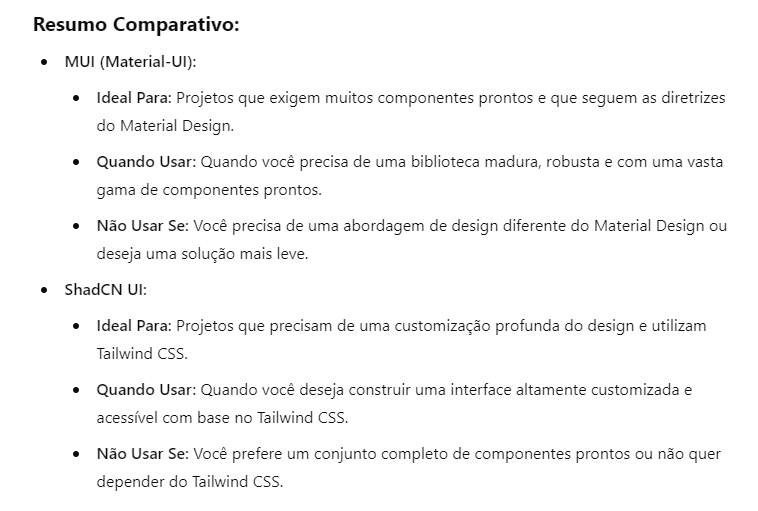 Resumo Comparativo:
MUI (Material-UI):
Ideal Para: Projetos que exigem muitos componentes prontos e que seguem as diretrizes
do Material Design.
Quando Usar: Quando você precisa de uma biblioteca madura, robusta e com uma vasta
gama de componentes prontos.
Não Usar Se: Você precisa de uma abordagem de design diferente do Material Design ou
deseja uma solução mais leve.
ShadCN UI:
Ideal Para: Projetos que precisam de uma customização profunda do design e utilizam
Tailwind CSS.
Quando Usar: Quando você deseja construir uma interface altamente customizada e
acessível com base no Tailwind CSS.
Não Usar Se: Você prefere um conjunto completo de componentes prontos ou não quer
depender do Tailwind CSS.